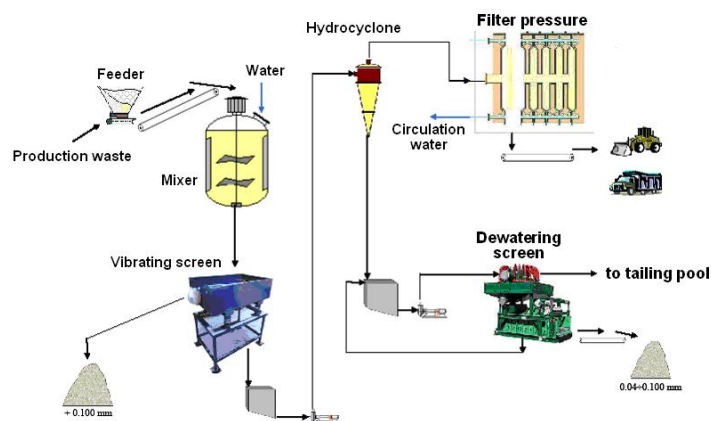 Hydrocyclone
Filter pressure
Feeder
Water
Production waste
Circulation
water
Mixer
Dewatering
screen
Vibrating screen
to tailing pool
+ 0.100 mm
0.04÷0.100 mm